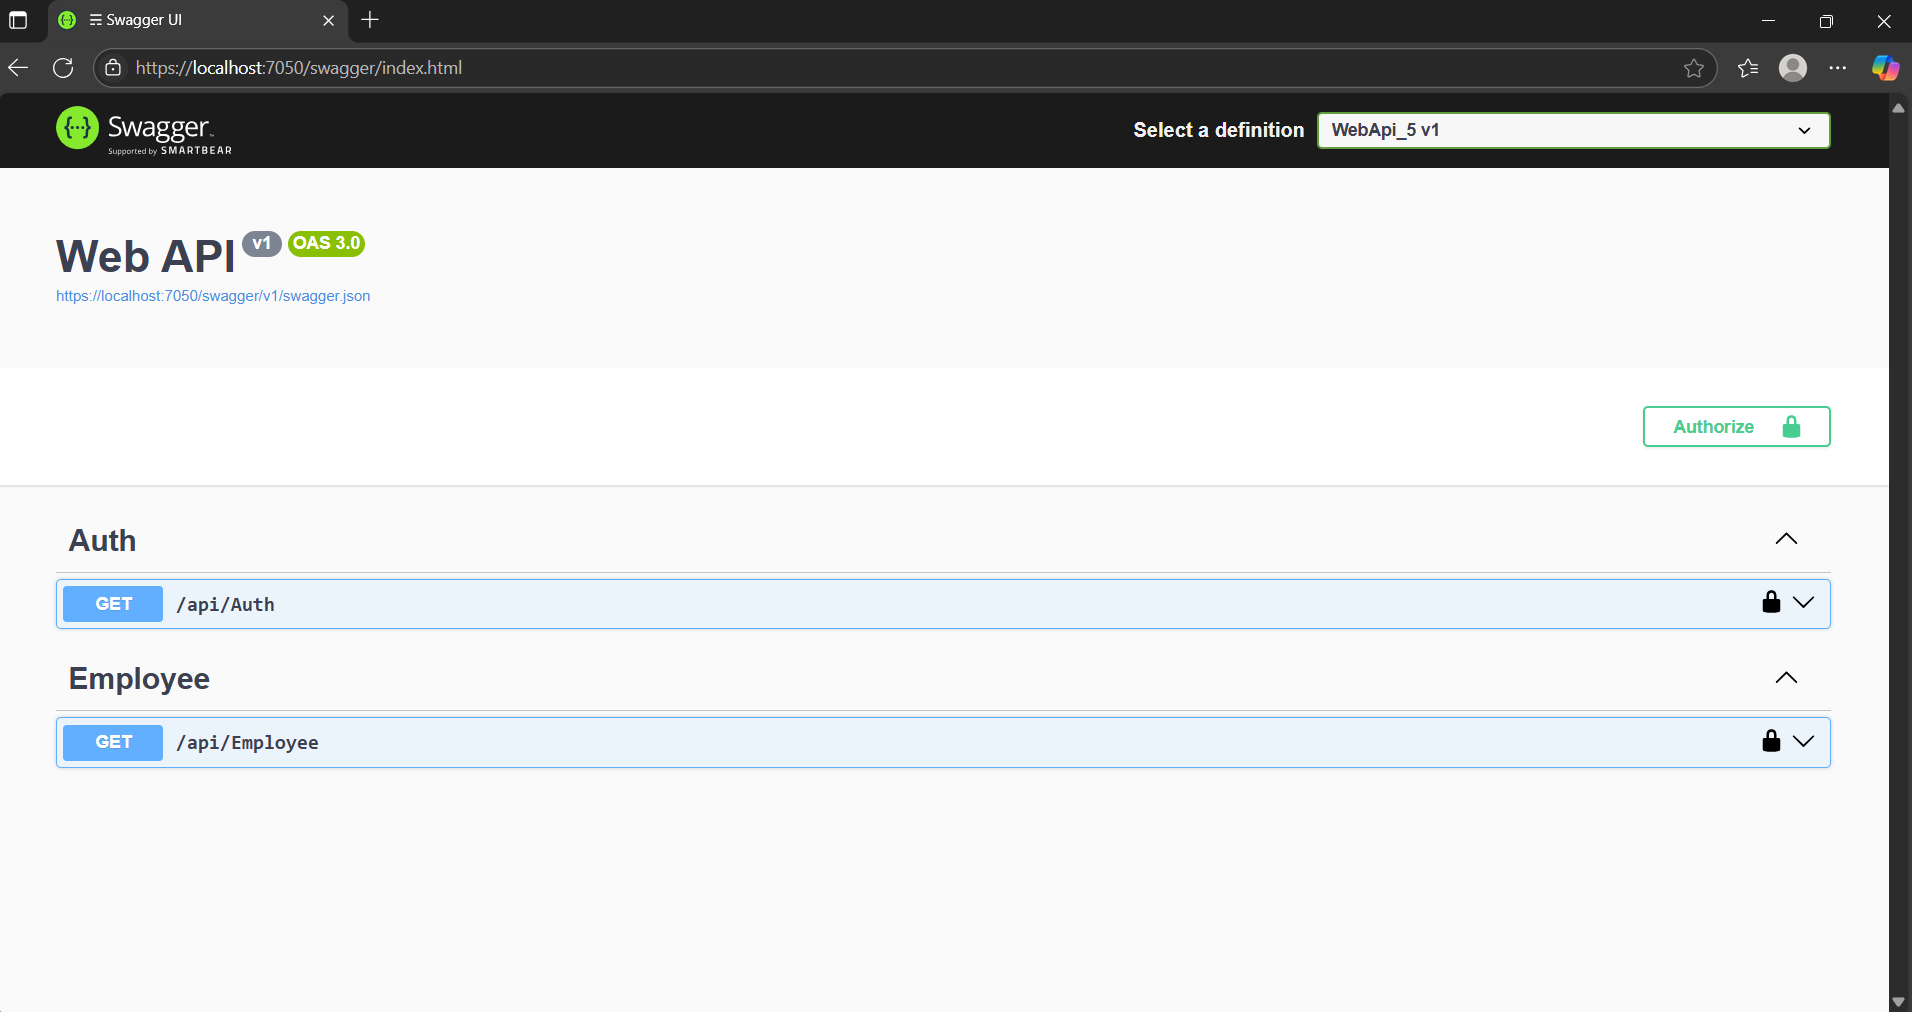 Swagger UI
https://localhost:7050/swagger/index.html
{···} Swagger™
Supported by SMARTBEAR
Select a definition
WebApi_5 v1
Web API v1 OAS 3.0
https://localhost:7050/swagger/v1/swagger.json
Authorize
Auth
GET /api/Auth
Employee
GET /api/Employee